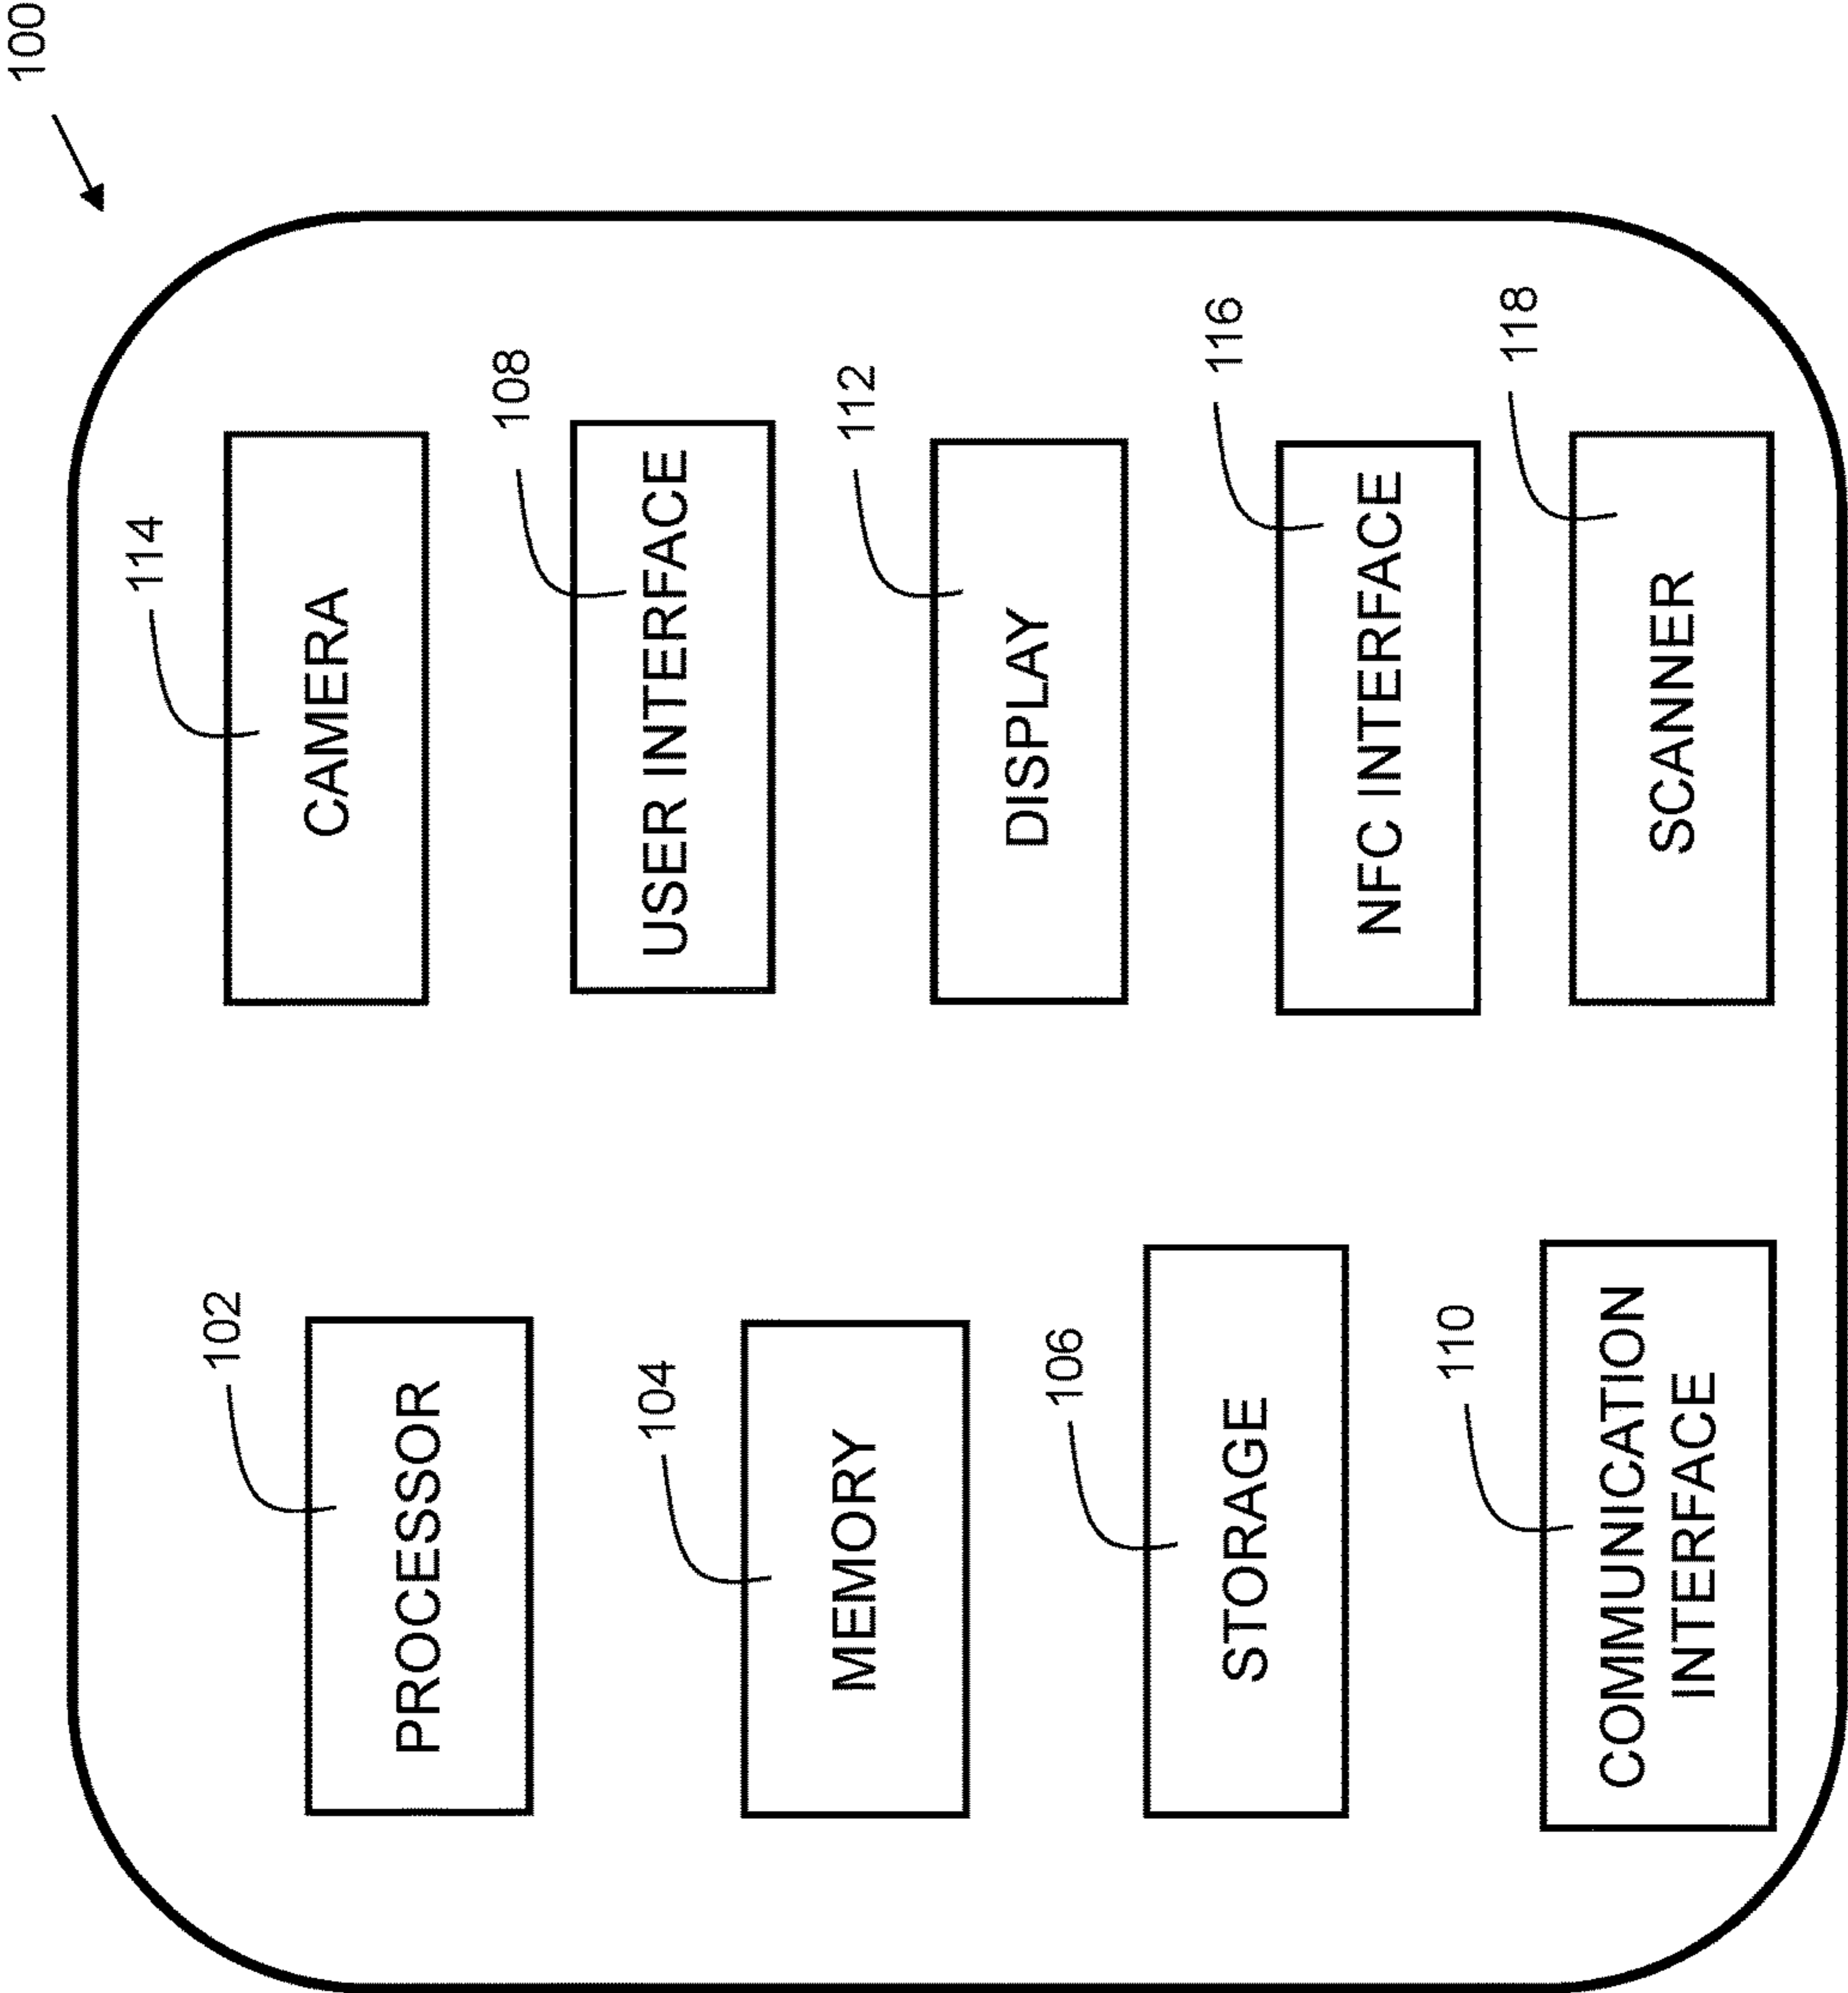 100
102
PROCESSOR
104
MEMORY
106
STORAGE
110
COMMUNICATION
INTERFACE
114
CAMERA
108
USER INTERFACE
112
DISPLAY
116
NFC INTERFACE
118
SCANNER